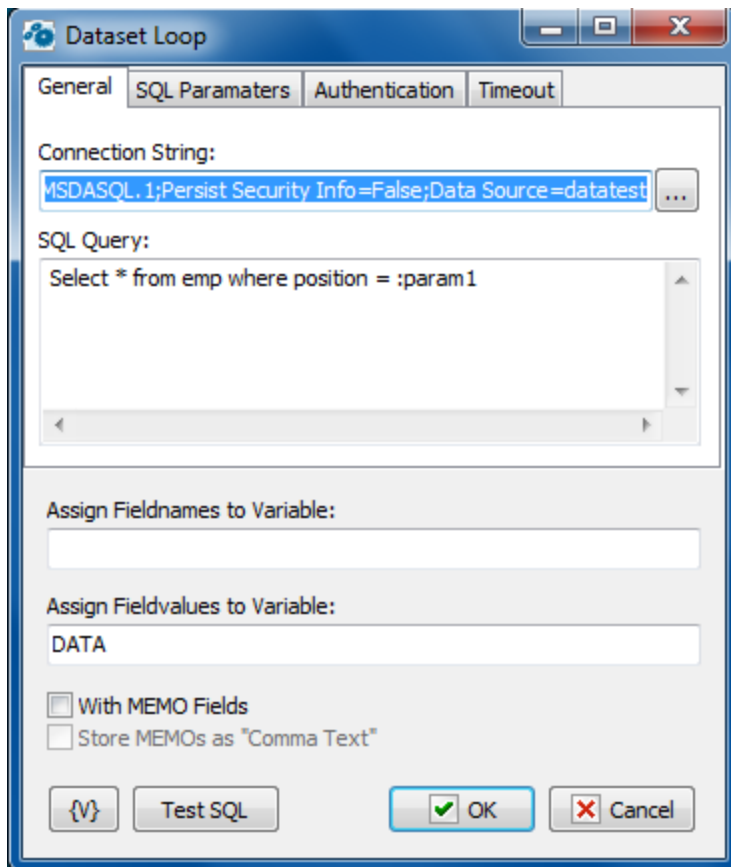 Dataset Loop
General SQL Paramaters Authentication Timeout
Connection String:
MSDASQL.1;Persist Security Info=False;Data Source=datatest ...
SQL Query:
Select * from emp where position = :param1
Assign Fieldnames to Variable:
Assign Fieldvalues to Variable:
DATA
With MEMO Fields
Store MEMOs as "Comma Text"
{V} Test SQL OK Cancel